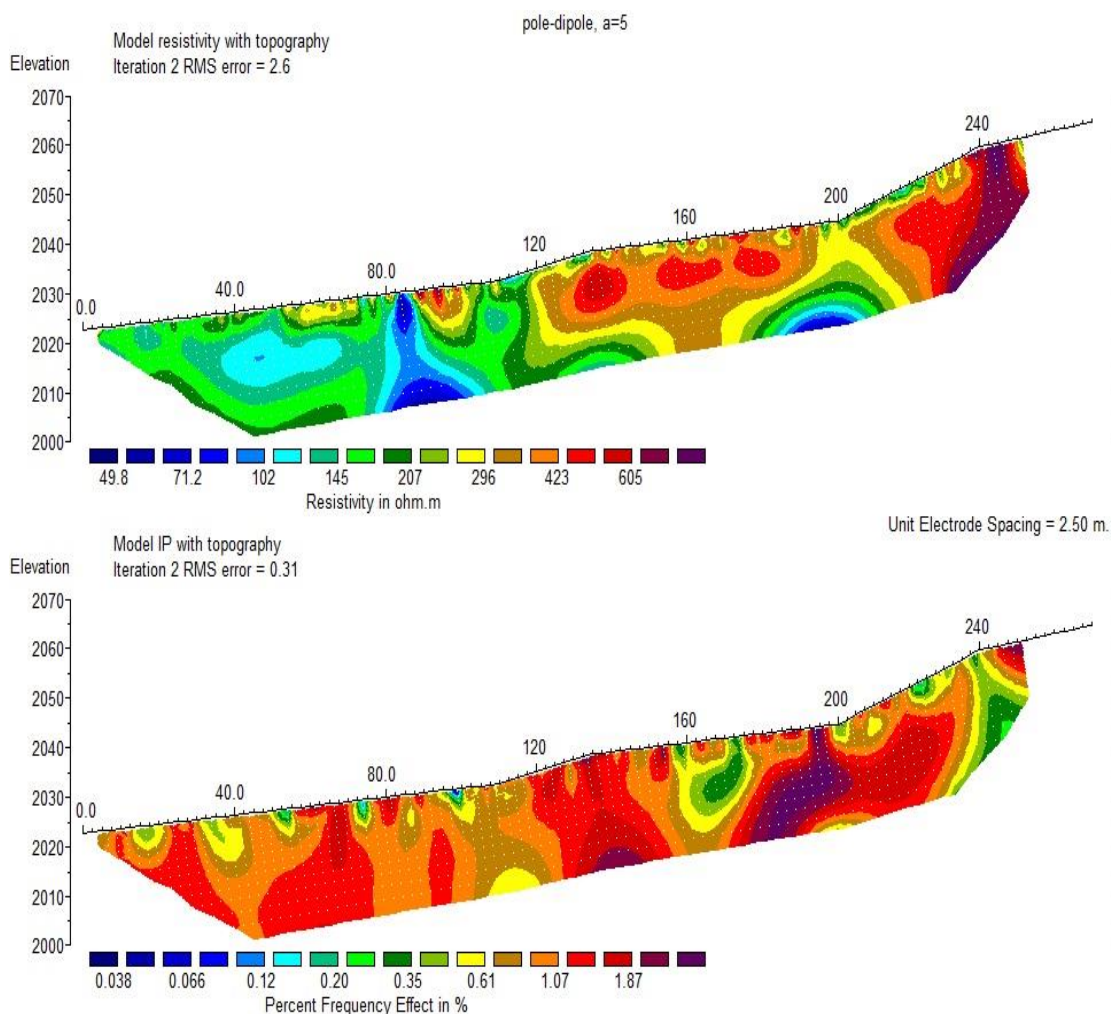 pole-dipole, a=5
Model resistivity with topography
Elevation
Iteration 2 RMS error = 2.6
2070
240
2060
200
2050
160
2040
120
80.0
2030
40.0
0.0
2020
2010
2000
49.8 71.2 102 145 207 296 423 605
Resistivity in ohm.m
Unit Electrode Spacing = 2.50 m.
Model IP with topography
Elevation
Iteration 2 RMS error = 0.31
2070
240
2060
200
2050
160
2040
120
80.0
2030
40.0
0.0
2020
2010
2000
0.038 0.066 0.12 0.20 0.35 0.61 1.07 1.87
Percent Frequency Effect in %